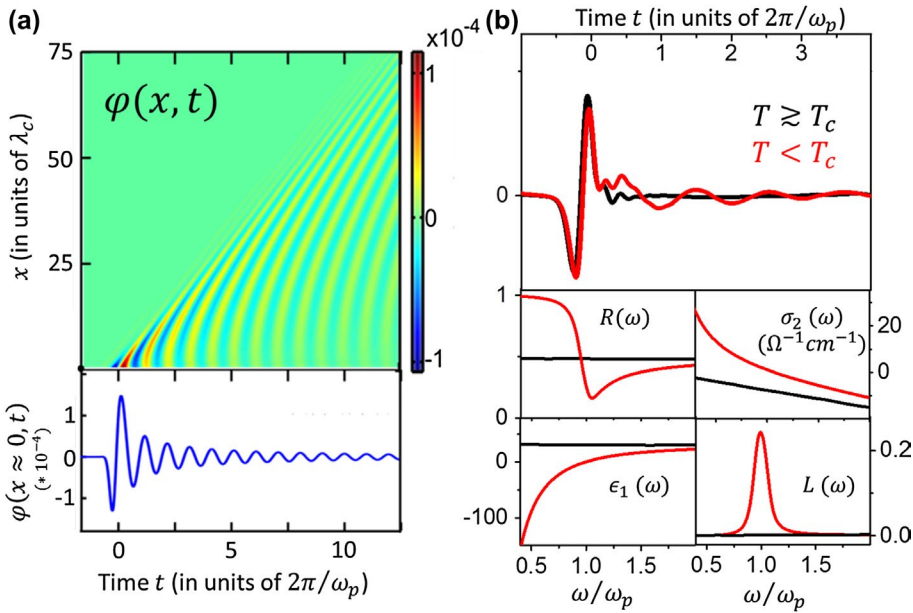 (a)
x10⁻⁴
75
50
25
0
x (in units of λc)
φ(x, t)
1
0
-1
φ(x ≈ 0, t)
(* 10⁻⁴)
1
0
-1
0 5 10
Time t (in units of 2π/ωp)
(b)
Time t (in units of 2π/ωp)
0 1 2 3
0
T ≳ Tc
T < Tc
1
0
R(ω)
σ₂ (ω)
(Ω⁻¹cm⁻¹)
20
0
0
-100
ϵ₁ (ω)
L (ω)
0.2
0.0
0.5 1.0 1.5
0.5 1.0 1.5
ω/ωp
ω/ωp